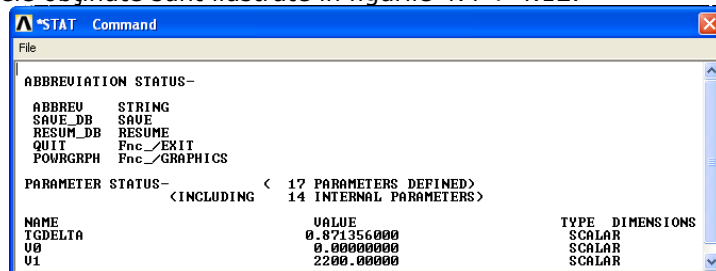 *STAT Command
File
ABBREVIATION STATUS-
ABBREV STRING
SAVE_DB SAVE
RESUM_DB RESUME
QUIT Fnc_/EXIT
POWRGRPH Fnc_/GRAPHICS
PARAMETER STATUS- ( 17 PARAMETERS DEFINED)
(INCLUDING 14 INTERNAL PARAMETERS)
NAME VALUE TYPE DIMENSIONS
TGDELTA 0.871356000 SCALAR
V0 0.00000000 SCALAR
V1 2200.00000 SCALAR